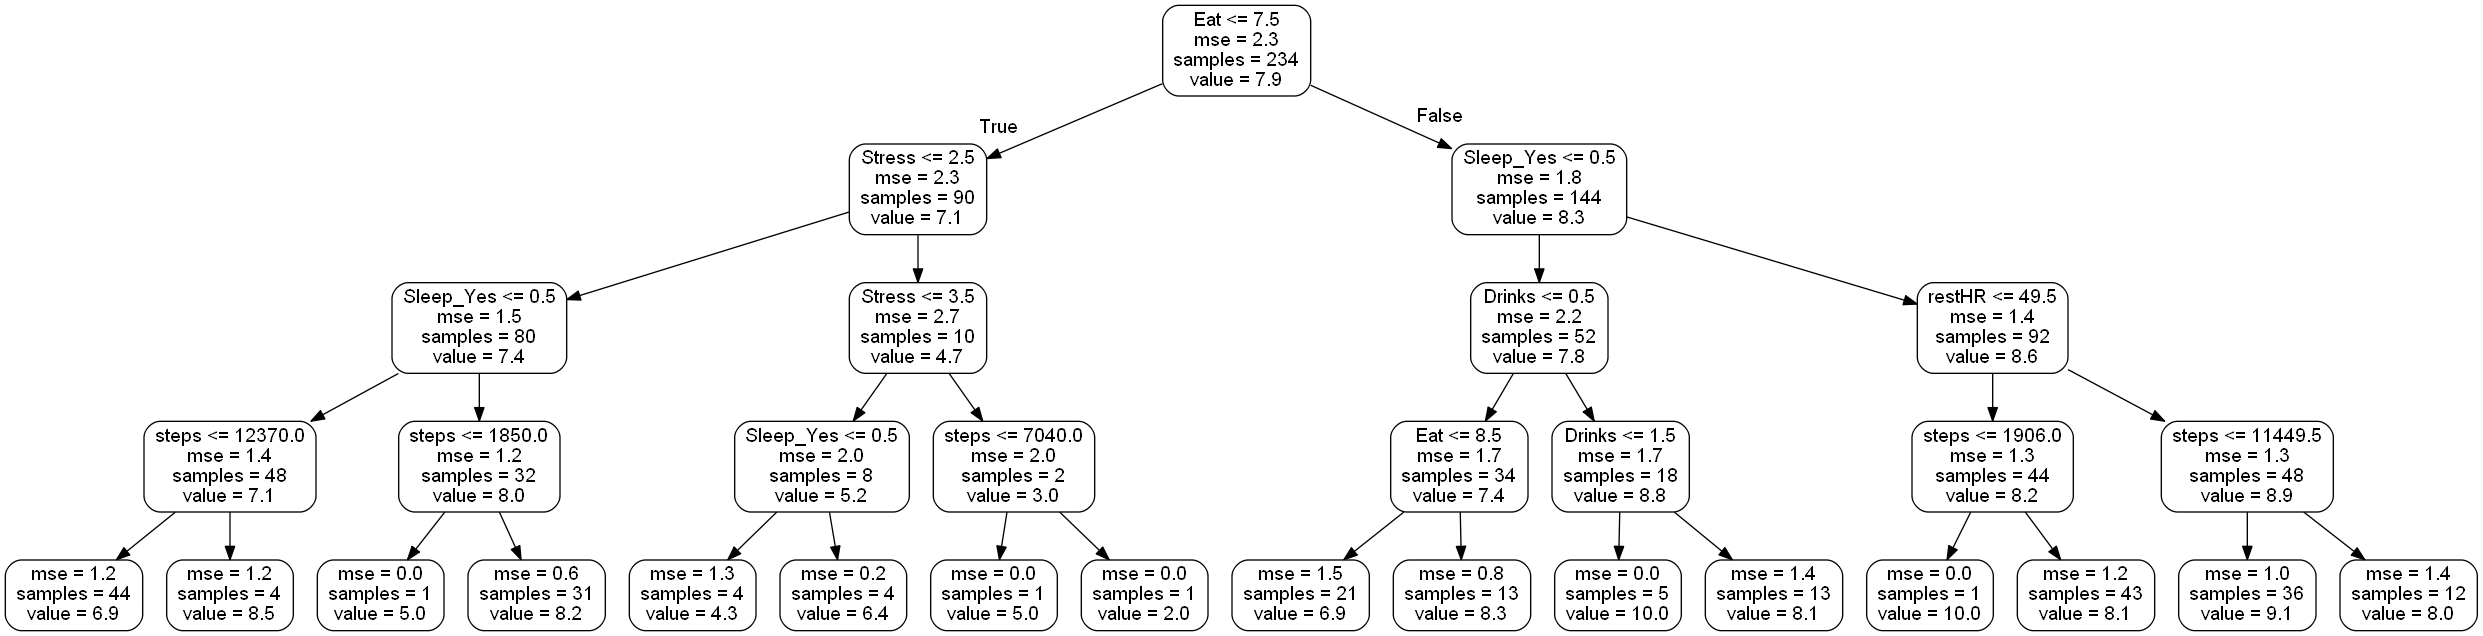 Eat <= 7.5
mse = 2.3
samples = 234
value = 7.9
True
False
Stress <= 2.5
mse = 2.3
samples = 90
value = 7.1
Sleep_Yes <= 0.5
mse = 1.8
samples = 144
value = 8.3
Sleep_Yes <= 0.5
mse = 1.5
samples = 80
value = 7.4
Stress <= 3.5
mse = 2.7
samples = 10
value = 4.7
Drinks <= 0.5
mse = 2.2
samples = 52
value = 7.8
restHR <= 49.5
mse = 1.4
samples = 92
value = 8.6
steps <= 12370.0
mse = 1.4
samples = 48
value = 7.1
steps <= 1850.0
mse = 1.2
samples = 32
value = 8.0
Sleep_Yes <= 0.5
mse = 2.0
samples = 8
value = 5.2
steps <= 7040.0
mse = 2.0
samples = 2
value = 3.0
Eat <= 8.5
mse = 1.7
samples = 34
value = 7.4
Drinks <= 1.5
mse = 1.7
samples = 18
value = 8.8
steps <= 1906.0
mse = 1.3
samples = 44
value = 8.2
steps <= 11449.5
mse = 1.3
samples = 48
value = 8.9
mse = 1.2
samples = 44
value = 6.9
mse = 1.2
samples = 4
value = 8.5
mse = 0.0
samples = 1
value = 5.0
mse = 0.6
samples = 31
value = 8.2
mse = 1.3
samples = 4
value = 4.3
mse = 0.2
samples = 4
value = 6.4
mse = 0.0
samples = 1
value = 5.0
mse = 0.0
samples = 1
value = 2.0
mse = 1.5
samples = 21
value = 6.9
mse = 0.8
samples = 13
value = 8.3
mse = 0.0
samples = 5
value = 10.0
mse = 1.4
samples = 13
value = 8.1
mse = 0.0
samples = 1
value = 10.0
mse = 1.2
samples = 43
value = 8.1
mse = 1.0
samples = 36
value = 9.1
mse = 1.4
samples = 12
value = 8.0